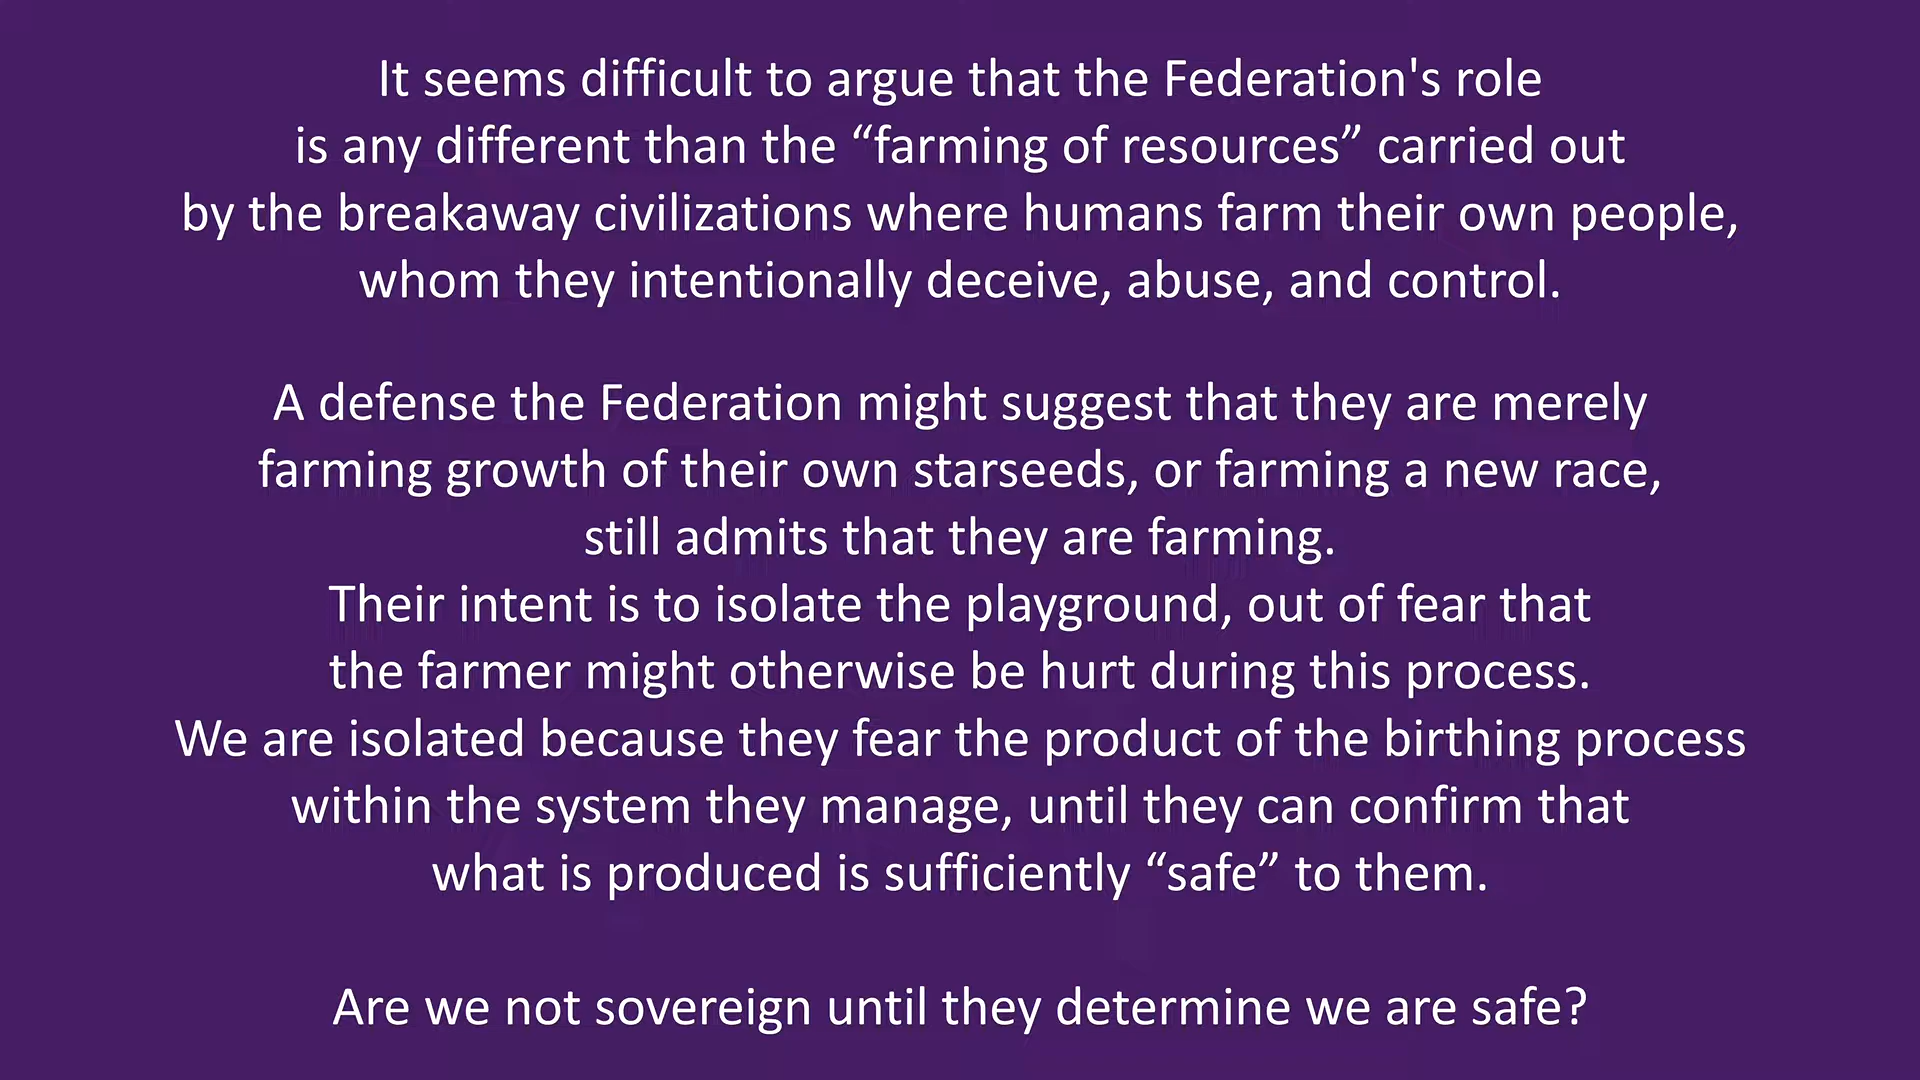 It seems difficult to argue that the Federation's role
is any different than the “farming of resources” carried out
by the breakaway civilizations where humans farm their own people,
whom they intentionally deceive, abuse, and control.
A defense the Federation might suggest that they are merely
farming growth of their own starseeds, or farming a new race,
still admits that they are farming.
Their intent is to isolate the playground, out of fear that
the farmer might otherwise be hurt during this process.
We are isolated because they fear the product of the birthing process
within the system they manage, until they can confirm that
what is produced is sufficiently “safe” to them.
Are we not sovereign until they determine we are safe?